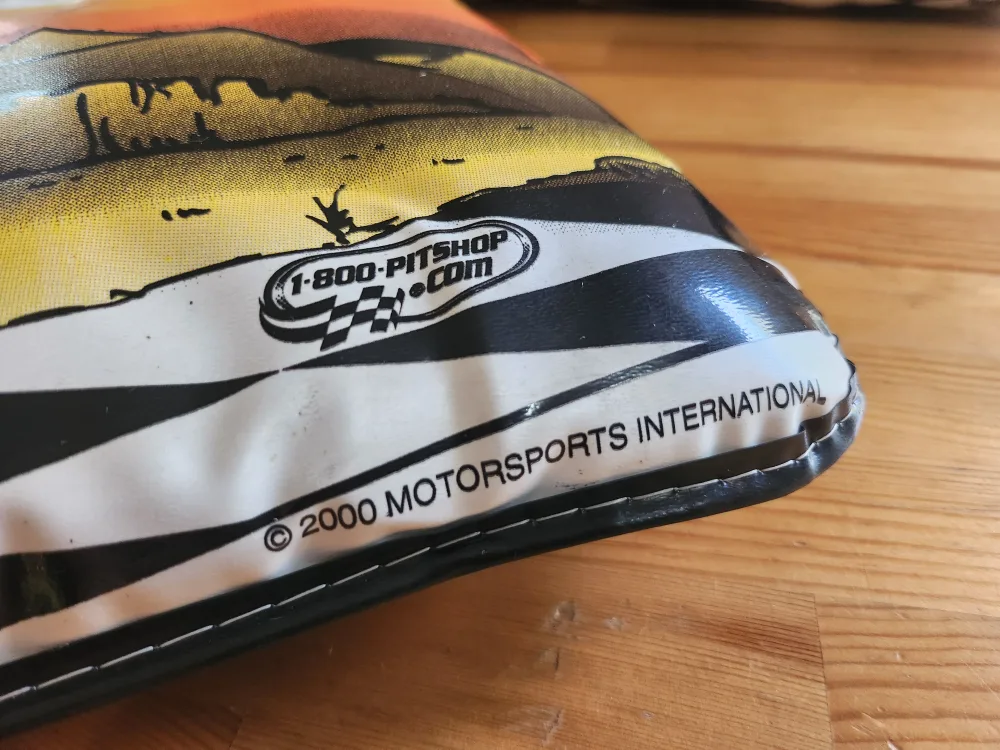 1-800-PITSHOP
.COM
© 2000 MOTORSPORTS INTERNATIONAL